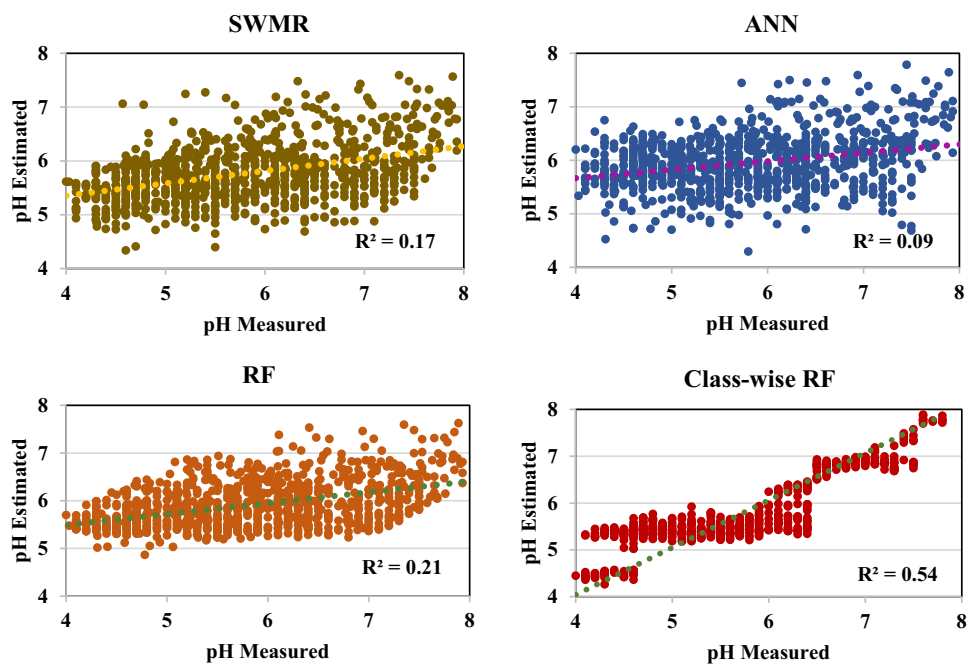 SWMR
8
7
6
5
4
pH Estimated
R² = 0.17
4 5 6 7 8
pH Measured
ANN
8
7
6
5
4
pH Estimated
R² = 0.09
4 5 6 7 8
pH Measured
RF
8
7
6
5
4
pH Estimated
R² = 0.21
4 5 6 7 8
pH Measured
Class-wise RF
8
7
6
5
4
pH Estimated
R² = 0.54
4 5 6 7 8
pH Measured